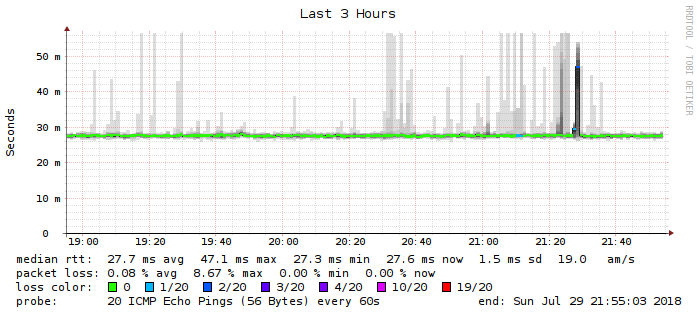 Last 3 Hours
RRDTOOL / TOBI OETIKER
Seconds
50 m
40 m
30 m
20 m
10 m
0
19:00 19:20 19:40 20:00 20:20 20:40 21:00 21:20 21:40
median rtt: 27.7 ms avg 47.1 ms max 27.3 ms min 27.6 ms now 1.5 ms sd 19.0 am/s
packet loss: 0.08 % avg 8.67 % max 0.00 % min 0.00 % now
loss color: 0 1/20 2/20 3/20 4/20 10/20 19/20
probe: 20 ICMP Echo Pings (56 Bytes) every 60s end: Sun Jul 29 21:55:03 2018